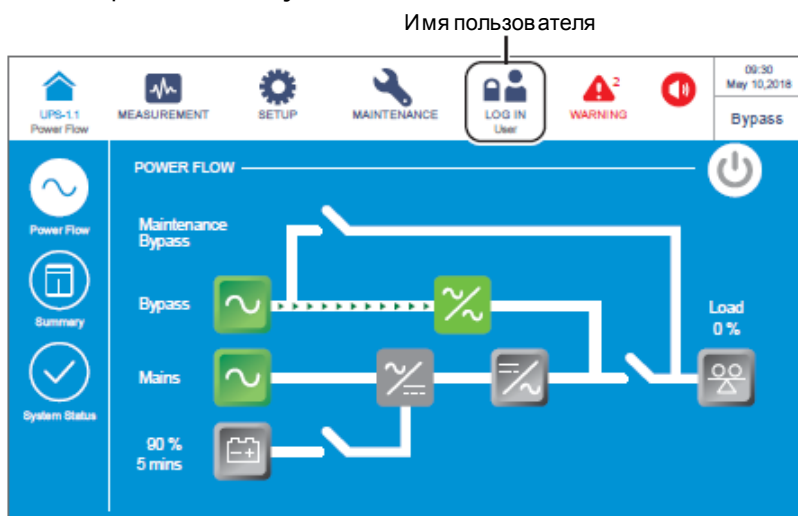 Имя пользователя
UPS-1.1
Power Flow
MEASUREMENT
SETUP
MAINTENANCE
LOG IN
User
2
WARNING
09:30
May 10,2018
Bypass
POWER FLOW
Power Flow
Summary
System Status
Maintenance
Bypass
Bypass
Mains
90 %
5 mins
Load
0 %